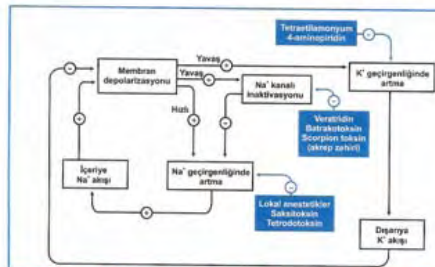 Tetraetilamonyum
4-aminopiridin
Yavaş
Membran
depolarizasyonu
Yavaş
K⁺ geçirgenliğinde
artma
Na⁺ kanalı
inaktivasyonu
Hızlı
Veratridin
Batrakotoksin
Scorpion toksin
(akrep zehiri)
İçeriye
Na⁺ akışı
Na⁺ geçirgenliğinde
artma
Lokal anestetikler
Saksitoksin
Tetrodotoksin
Dışarıya
K⁺ akışı